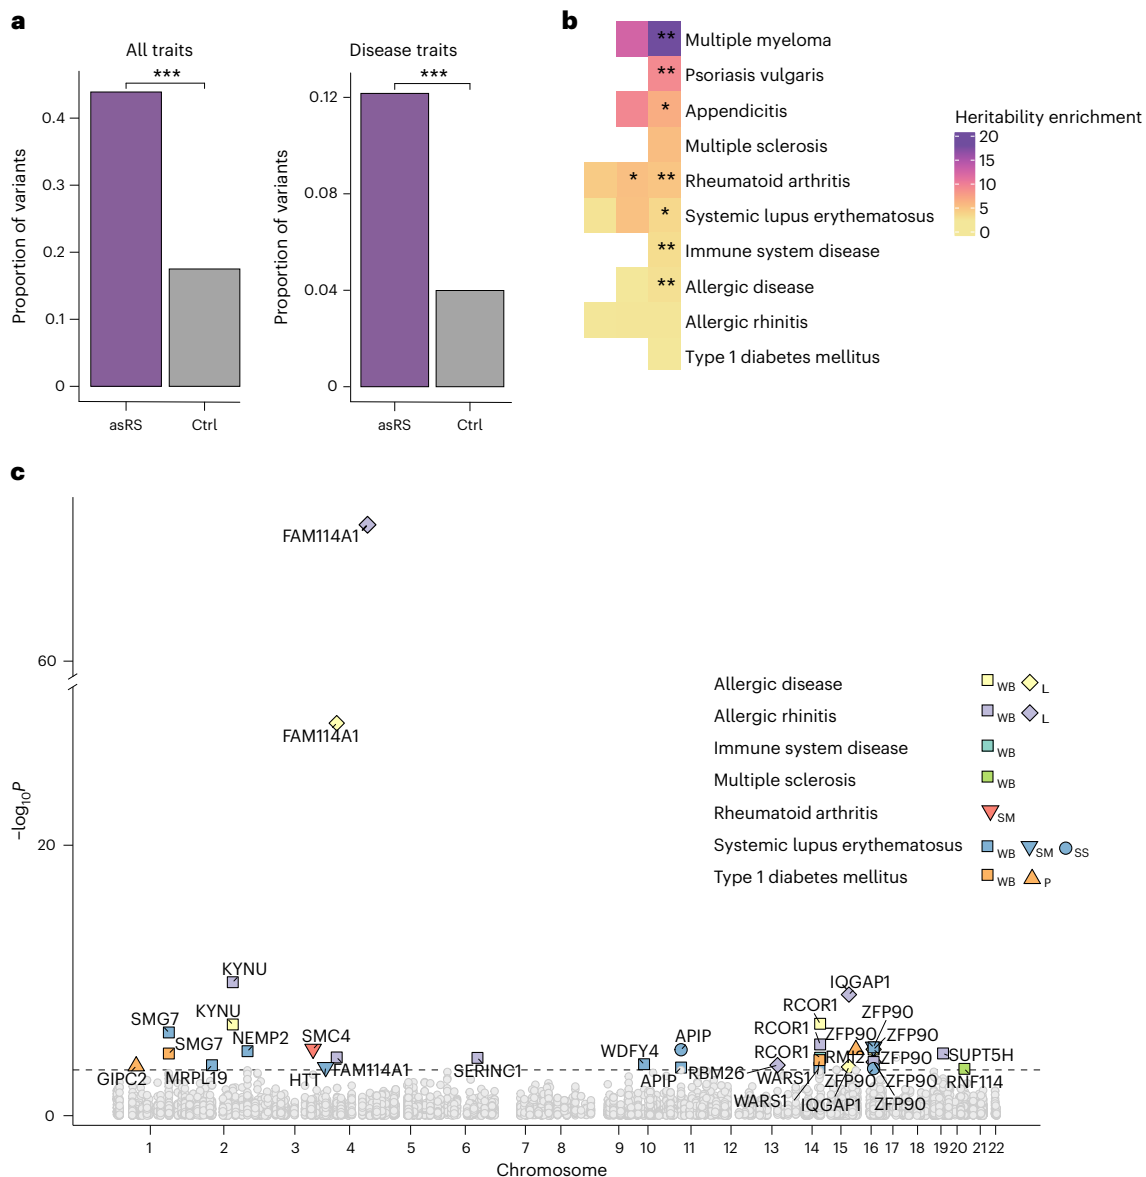 a
All traits
***
Proportion of variants
0.4
0.3
0.2
0.1
0
asRS
Ctrl
Disease traits
***
Proportion of variants
0.12
0.08
0.04
0
asRS
Ctrl
b
** Multiple myeloma
** Psoriasis vulgaris
* Appendicitis
Multiple sclerosis
* ** Rheumatoid arthritis
* Systemic lupus erythematosus
** Immune system disease
** Allergic disease
Allergic rhinitis
Type 1 diabetes mellitus
Heritability enrichment
20
15
10
5
0
c
–log10P
60
20
0
FAM114A1
FAM114A1
Allergic disease WB L
Allergic rhinitis WB L
Immune system disease WB
Multiple sclerosis WB
Rheumatoid arthritis SM
Systemic lupus erythematosus WB SM SS
Type 1 diabetes mellitus WB P
KYNU
KYNU
SMG7
SMG7
NEMP2
GIPC2
MRPL19
SMC4
HTT
FAM114A1
SERINC1
WDFY4
APIP
APIP
RBM26
IQGAP1
RCOR1
RCOR1
RCOR1
ZFP90
ZFP90
ZFP90
ZFP90
WARS1
WARS1
ZFP90
ZFP90
IQGAP1
ZFP90
SUPT5H
RNF114
1 2 3 4 5 6 7 8 9 10 11 12 13 14 15 16 17 18 19 20 21 22
Chromosome